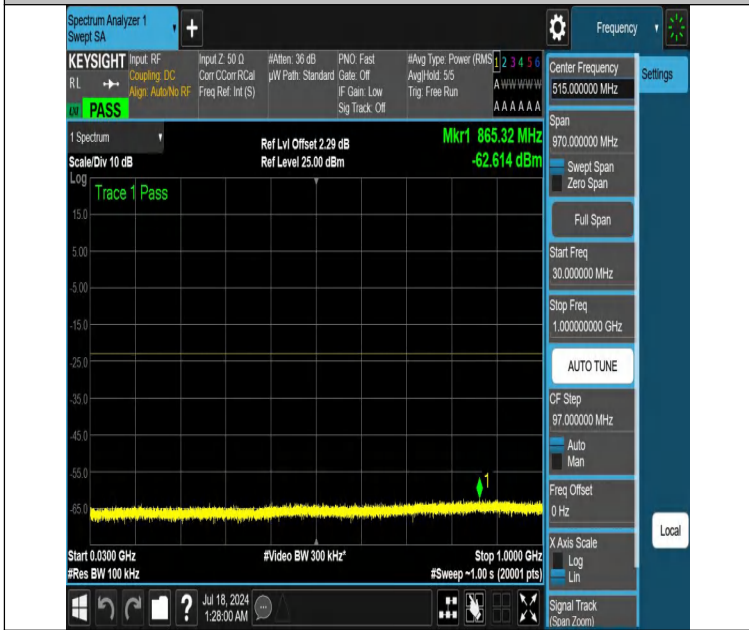 Spectrum Analyzer 1
Swept SA
Frequency
KEYSIGHT
Input: RF
Coupling: DC
Align: Auto/No RF
Input Z: 50 Ω
Corr CCorr RCal
Freq Ref: Int (S)
#Atten: 36 dB
µW Path: Standard
PNO: Fast
Gate: Off
IF Gain: Low
Sig Track: Off
#Avg Type: Power (RMS
Avg|Hold: 5/5
Trig: Free Run
1 2 3 4 5 6
A W W W W W
A A A A A A
RL
LXI
PASS
1 Spectrum
Scale/Div 10 dB
Ref Lvl Offset 2.29 dB
Ref Level 25.00 dBm
Mkr1 865.32 MHz
-62.614 dBm
Log
Trace 1 Pass
15.0
5.00
-5.00
-15.0
-25.0
-35.0
-45.0
-55.0
-65.0
1
Start 0.0300 GHz
#Res BW 100 kHz
#Video BW 300 kHz*
Stop 1.0000 GHz
#Sweep ~1.00 s (20001 pts)
Jul 18, 2024
1:28:00 AM
Center Frequency
515.000000 MHz
Settings
Span
970.000000 MHz
Swept Span
Zero Span
Full Span
Start Freq
30.000000 MHz
Stop Freq
1.000000000 GHz
AUTO TUNE
CF Step
97.000000 MHz
Auto
Man
Freq Offset
0 Hz
X Axis Scale
Log
Lin
Local
Signal Track
(Span Zoom)